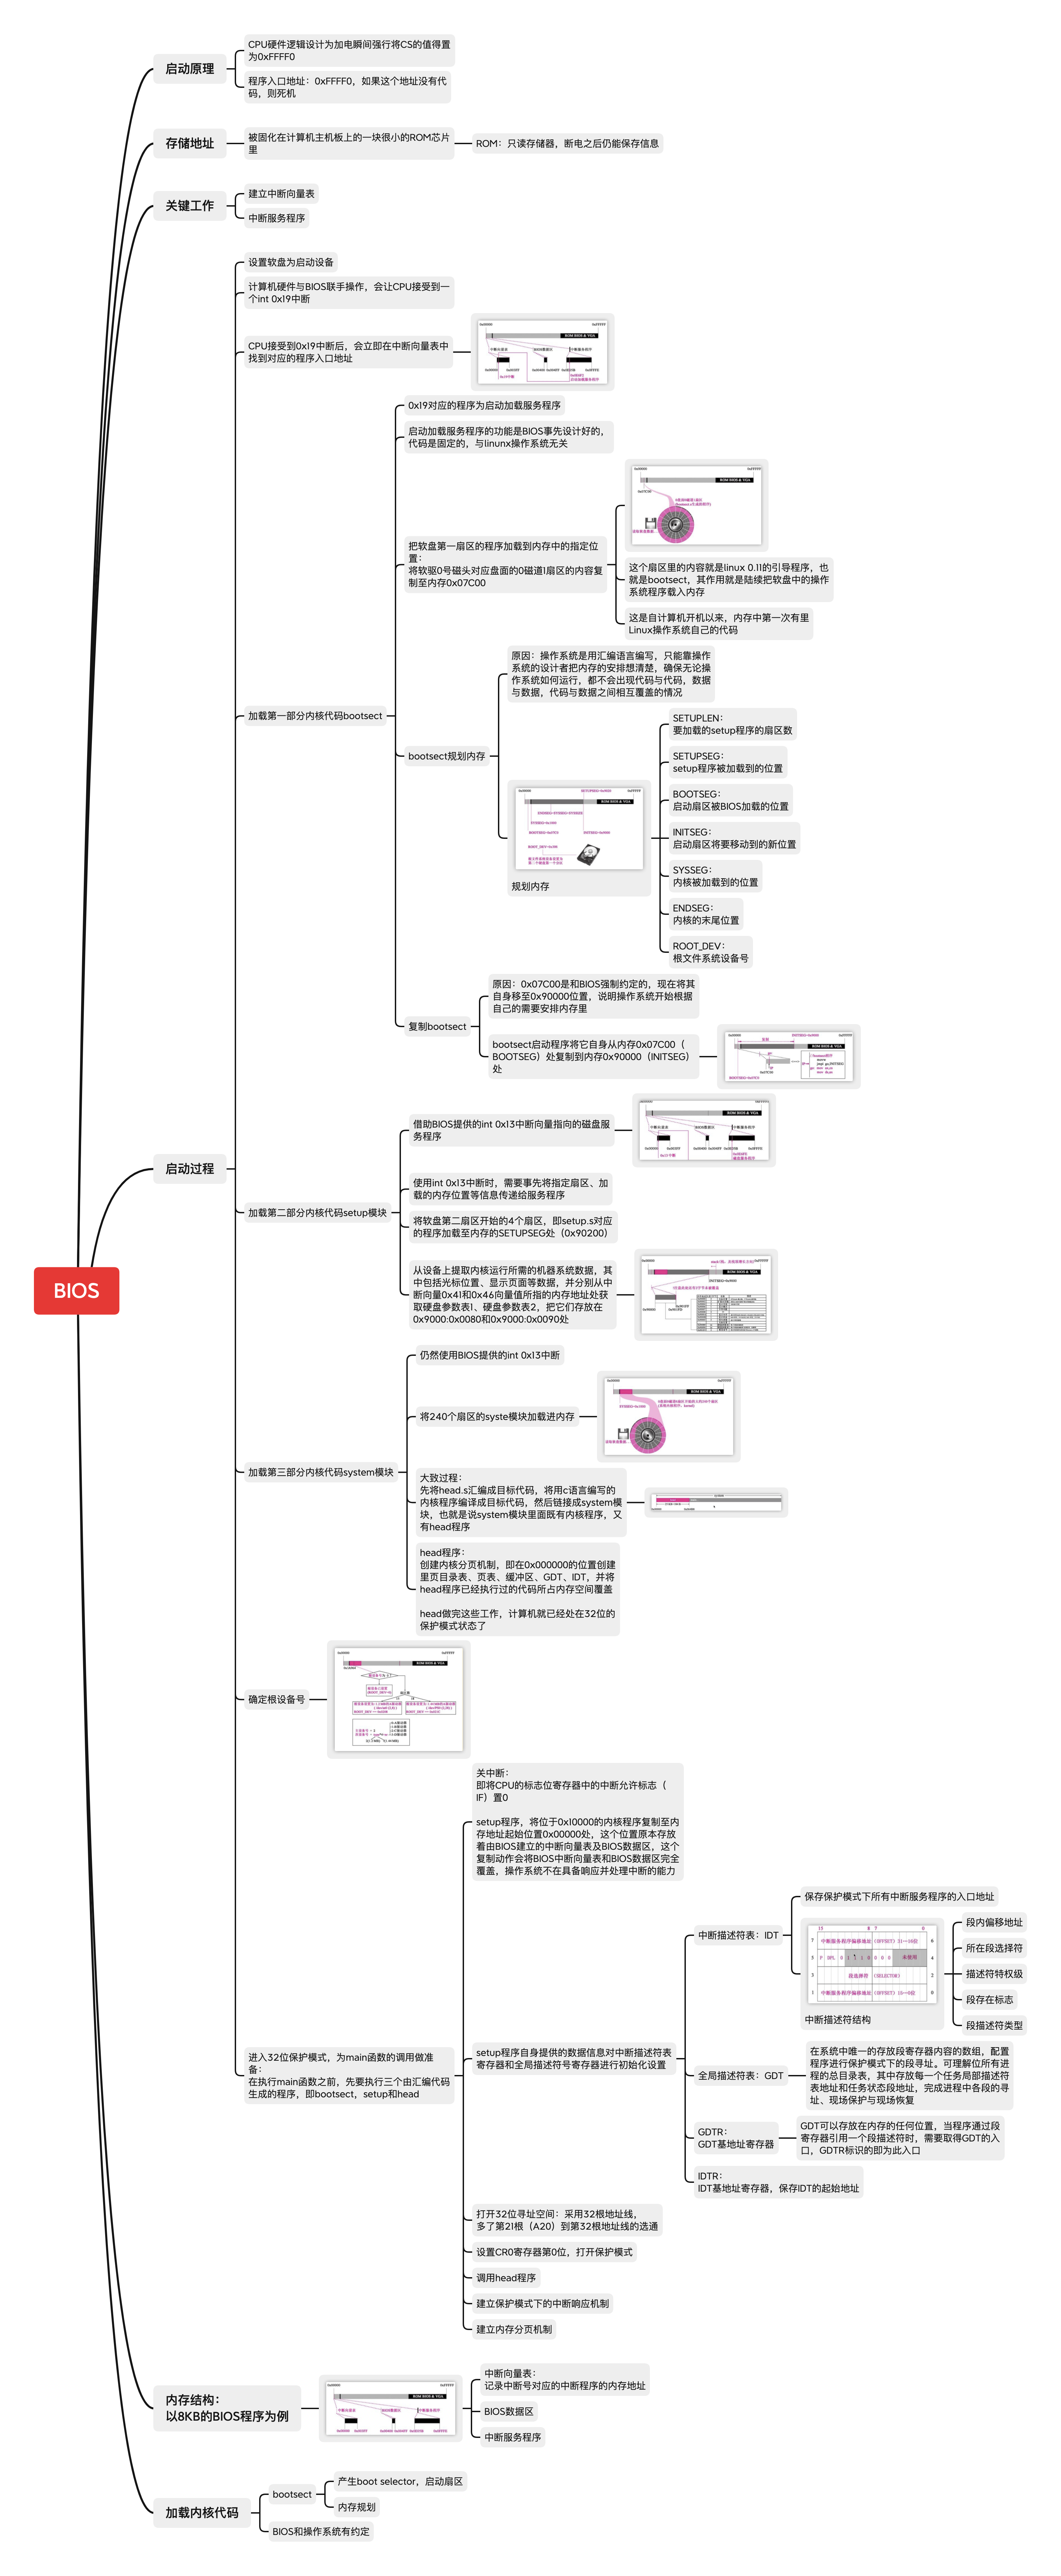 启动原理
CPU硬件逻辑设计为加电瞬间强行将CS的值得置
为0xFFFF0
程序入口地址：0xFFFF0，如果这个地址没有代
码，则死机
存储地址
被固化在计算机主机板上的一块很小的ROM芯片
里
ROM：只读存储器，断电之后仍能保存信息
关键工作
建立中断向量表
中断服务程序
BIOS
启动过程
设置软盘为启动设备
计算机硬件与BIOS联手操作，会让CPU接受到一
个int 0x19中断
CPU接受到0x19中断后，会立即在中断向量表中
找到对应的程序入口地址
ROM BIOS & VGA
加载第一部分内核代码bootsect
0x19对应的程序为启动加载服务程序
启动加载服务程序的功能是BIOS事先设计好的，
代码是固定的，与linunx操作系统无关
把软盘第一扇区的程序加载到内存中的指定位
置：
将软驱0号磁头对应盘面的0磁道1扇区的内容复
制至内存0x07C00
ROM BIOS & VGA
这个扇区里的内容就是linux 0.11的引导程序，也
就是bootsect，其作用就是陆续把软盘中的操作
系统程序载入内存
这是自计算机开机以来，内存中第一次有里
Linux操作系统自己的代码
bootsect规划内存
原因：操作系统是用汇编语言编写，只能靠操作
系统的设计者把内存的安排想清楚，确保无论操
作系统如何运行，都不会出现代码与代码，数据
与数据，代码与数据之间相互覆盖的情况
ROM BIOS & VGA
规划内存
SETUPLEN：
要加载的setup程序的扇区数
SETUPSEG：
setup程序被加载到的位置
BOOTSEG：
启动扇区被BIOS加载的位置
INITSEG：
启动扇区将要移动到的新位置
SYSSEG：
内核被加载到的位置
ENDSEG：
内核的末尾位置
ROOT_DEV：
根文件系统设备号
复制bootsect
原因：0x07C00是和BIOS强制约定的，现在将其
自身移至0x90000位置，说明操作系统开始根据
自己的需要安排内存里
bootsect启动程序将它自身从内存0x07C00（
BOOTSEG）处复制到内存0x90000（INITSEG）
处
ROM BIOS & VGA
加载第二部分内核代码setup模块
借助BIOS提供的int 0x13中断向量指向的磁盘服
务程序
ROM BIOS & VGA
使用int 0x13中断时，需要事先将指定扇区、加
载的内存位置等信息传递给服务程序
将软盘第二扇区开始的4个扇区，即setup.s对应
的程序加载至内存的SETUPSEG处（0x90200）
从设备上提取内核运行所需的机器系统数据，其
中包括光标位置、显示页面等数据，并分别从中
断向量0x41和0x46向量值所指的内存地址处获
取硬盘参数表1、硬盘参数表2，把它们存放在
0x9000:0x0080和0x9000:0x0090处
ROM BIOS & VGA
加载第三部分内核代码system模块
仍然使用BIOS提供的int 0x13中断
将240个扇区的syste模块加载进内存
ROM BIOS & VGA
大致过程：
先将head.s汇编成目标代码，将用c语言编写的
内核程序编译成目标代码，然后链接成system模
块，也就是说system模块里面既有内核程序，又
有head程序
head程序：
创建内核分页机制，即在0x000000的位置创建
里页目录表、页表、缓冲区、GDT、IDT，并将
head程序已经执行过的代码所占内存空间覆盖
head做完这些工作，计算机就已经处在32位的
保护模式状态了
确定根设备号
ROM BIOS & VGA
进入32位保护模式，为main函数的调用做准
备：
在执行main函数之前，先要执行三个由汇编代码
生成的程序，即bootsect，setup和head
关中断：
即将CPU的标志位寄存器中的中断允许标志（
IF）置0
setup程序，将位于0x10000的内核程序复制至内
存地址起始位置0x00000处，这个位置原本存放
着由BIOS建立的中断向量表及BIOS数据区，这个
复制动作会将BIOS中断向量表和BIOS数据区完全
覆盖，操作系统不在具备响应并处理中断的能力
setup程序自身提供的数据信息对中断描述符表
寄存器和全局描述符号寄存器进行初始化设置
中断描述符表：IDT
保存保护模式下所有中断服务程序的入口地址
15 8 7 0
7 中断服务程序偏移地址（OFFSET）31~16位 6
5 P DPL 0 1 1 1 0 0 0 0 未使用 4
3 段选择符（SELECTOR） 2
1 中断服务程序偏移地址（OFFSET）15~0位 0
中断描述符结构
段内偏移地址
所在段选择符
描述符特权级
段存在标志
段描述符类型
全局描述符表：GDT
在系统中唯一的存放段寄存器内容的数组，配置
程序进行保护模式下的段寻址。可理解位所有进
程的总目录表，其中存放每一个任务局部描述符
表地址和任务状态段地址，完成进程中各段的寻
址、现场保护与现场恢复
GDTR：
GDT基地址寄存器
GDT可以存放在内存的任何位置，当程序通过段
寄存器引用一个段描述符时，需要取得GDT的入
口，GDTR标识的即为此入口
IDTR：
IDT基地址寄存器，保存IDT的起始地址
打开32位寻址空间：采用32根地址线，
多了第21根（A20）到第32根地址线的选通
设置CR0寄存器第0位，打开保护模式
调用head程序
建立保护模式下的中断响应机制
建立内存分页机制
内存结构：
以8KB的BIOS程序为例
ROM BIOS & VGA
中断向量表：
记录中断号对应的中断程序的内存地址
BIOS数据区
中断服务程序
加载内核代码
bootsect
产生boot selector，启动扇区
内存规划
BIOS和操作系统有约定